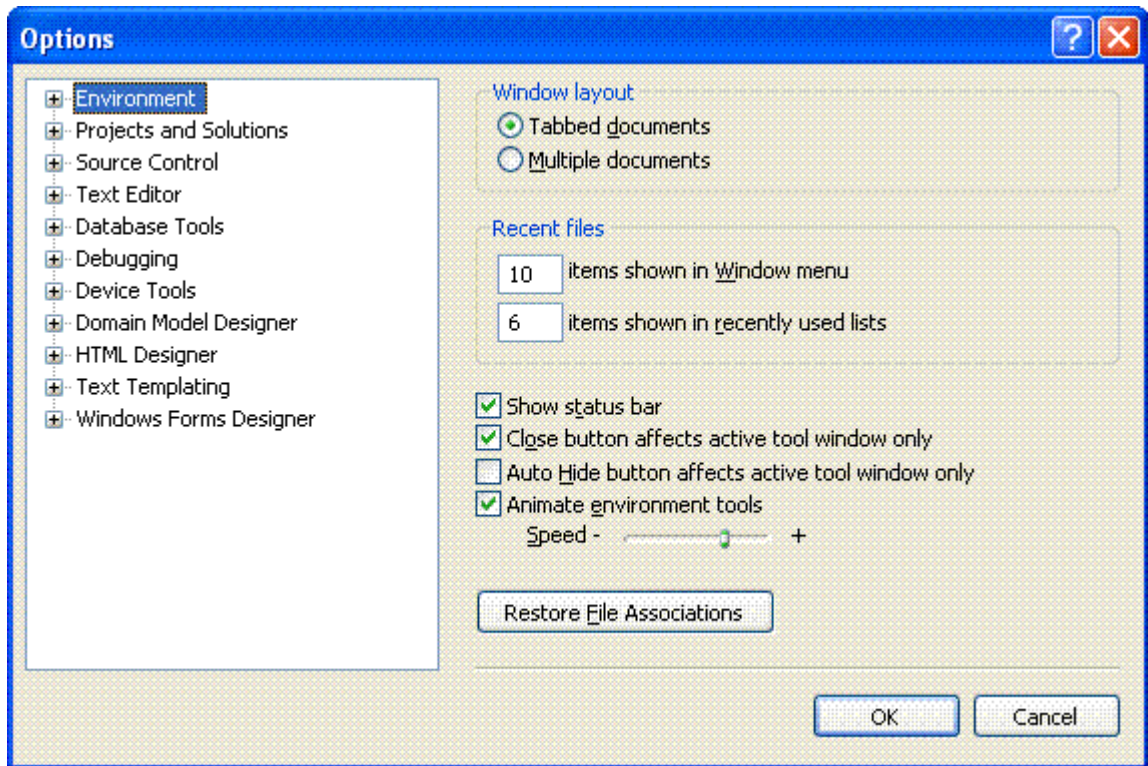 Options
Environment
Projects and Solutions
Source Control
Text Editor
Database Tools
Debugging
Device Tools
Domain Model Designer
HTML Designer
Text Templating
Windows Forms Designer
Window layout
Tabbed documents
Multiple documents
Recent files
10 items shown in Window menu
6 items shown in recently used lists
Show status bar
Close button affects active tool window only
Auto Hide button affects active tool window only
Animate environment tools
Speed - +
Restore File Associations
OK Cancel